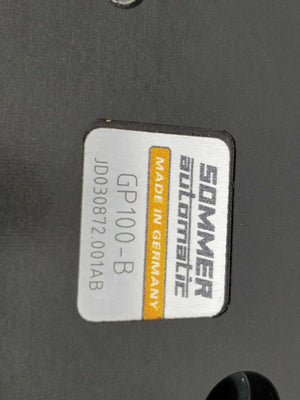 SOMMER
automatic
MADE IN GERMANY
GP100-B
JD030872.001AB